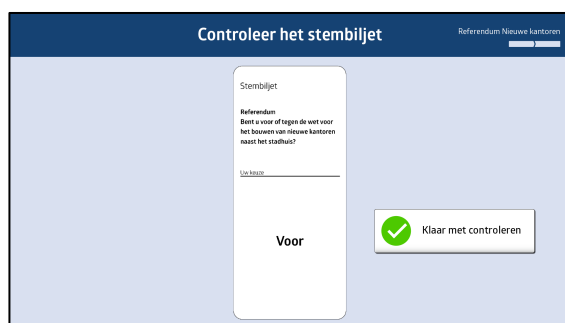 Controleer het stembiljet
Referendum Nieuwe kantoren
Stembiljet
Referendum
Bent u voor of tegen de wet voor
het bouwen van nieuwe kantoren
naast het stadhuis?
Uw keuze
Voor
Klaar met controleren